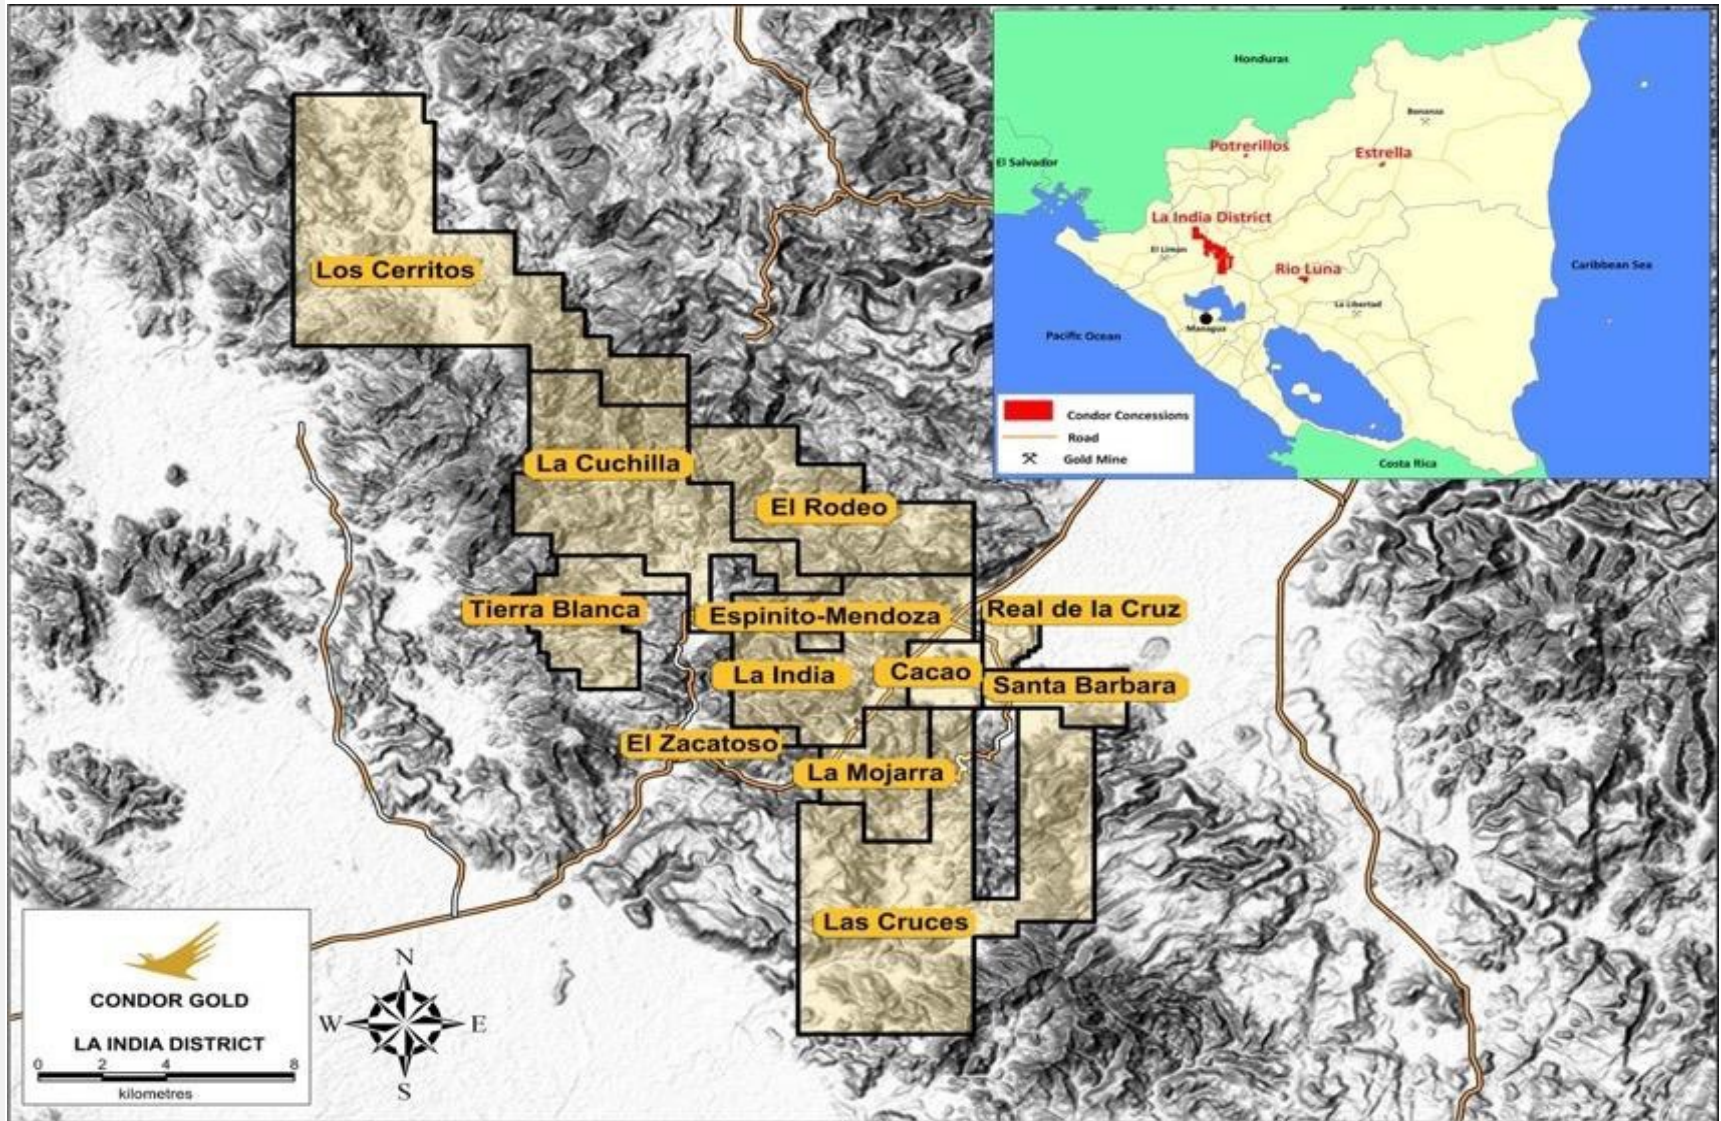 Honduras
Bonanza
Potrerillos
Estrella
El Salvador
La India District
El Limon
Rio Luna
Caribbean Sea
La Libertad
Managua
Pacific Ocean
Condor Concessions
Road
Gold Mine
Costa Rica
Los Cerritos
La Cuchilla
El Rodeo
Tierra Blanca
Espinito-Mendoza
Real de la Cruz
La India
Cacao
Santa Barbara
El Zacatoso
La Mojarra
Las Cruces
CONDOR GOLD
LA INDIA DISTRICT
0 2 4 8
kilometres
N
W E
S